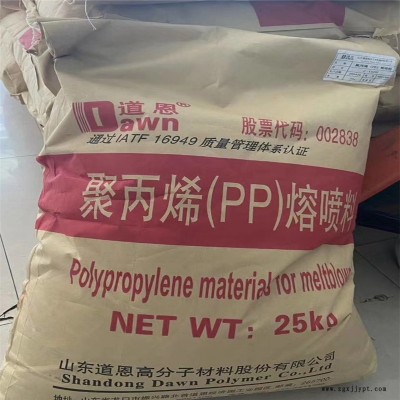 道恩®
Dawn
股票代码：002838
通过IATF 16949 质量管理体系认证
聚丙烯(PP)熔喷料
Polypropylene material for meltblown
NET WT：25kg
山东道恩高分子材料股份有限公司
Shandong Dawn Polymer Co.,Ltd
www.sgxjjypt.com